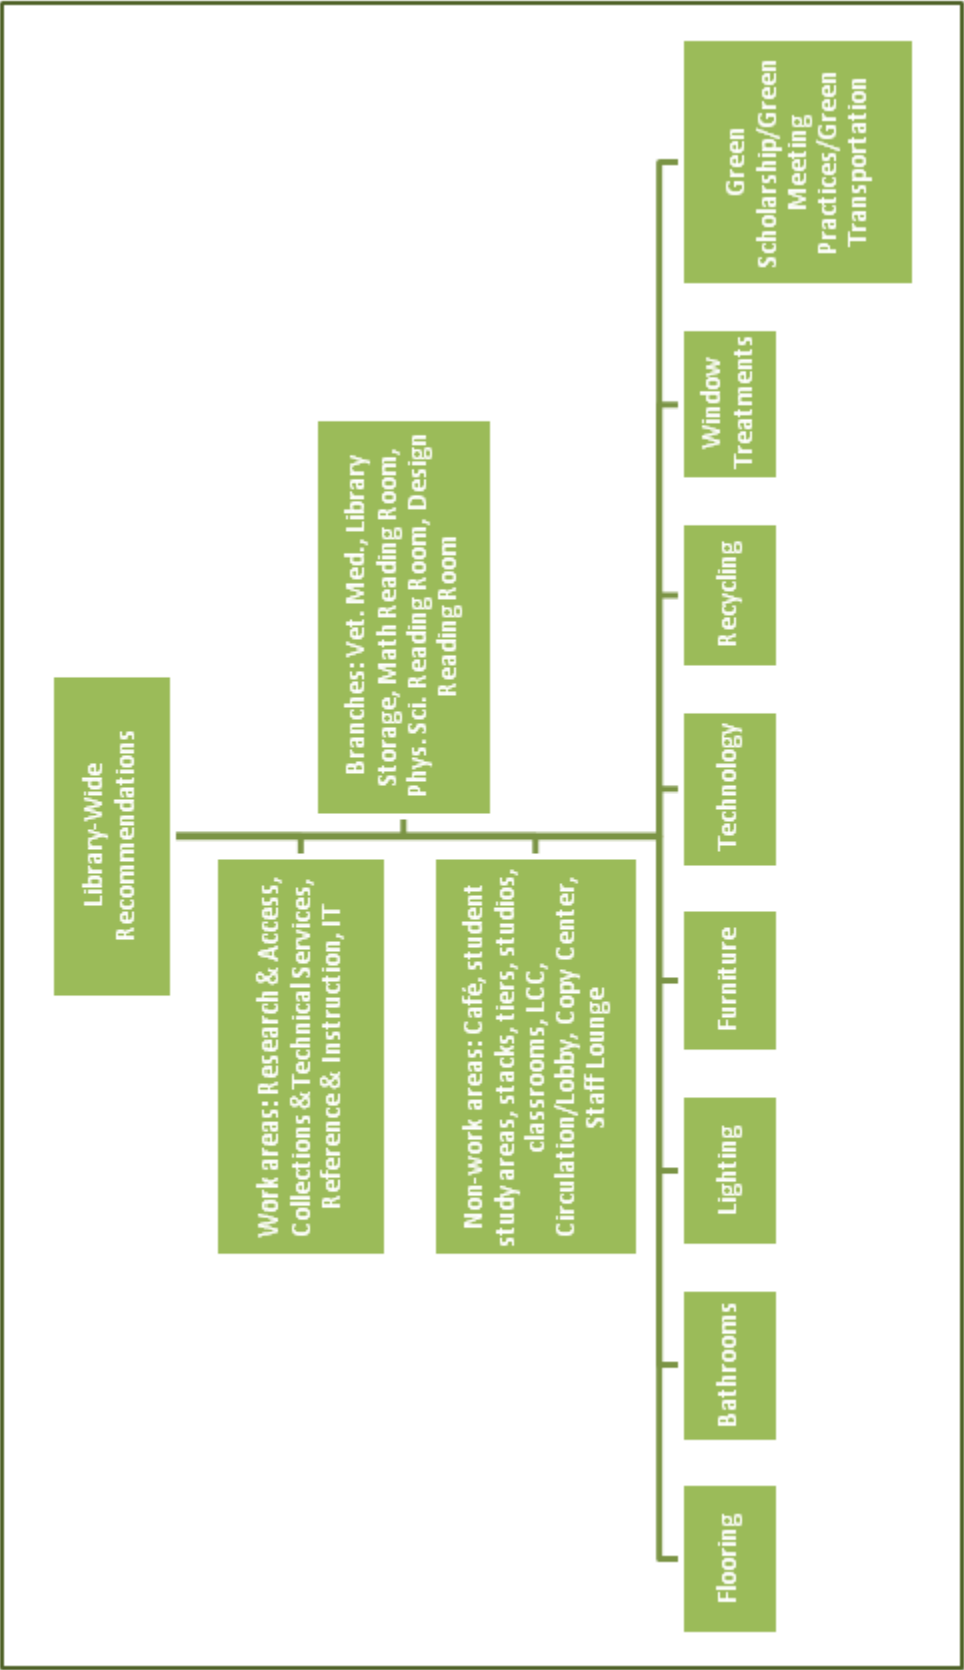 Library-Wide
Recommendations
Work areas: Research & Access,
Collections & Technical Services,
Reference & Instruction, IT
Branches: Vet. Med., Library
Storage, Math Reading Room,
Phys. Sci. Reading Room, Design
Reading Room
Non-work areas: Café, student
study areas, stacks, tiers, studios,
classrooms, LCC,
Circulation/Lobby, Copy Center,
Staff Lounge
Flooring
Bathrooms
Lighting
Furniture
Technology
Recycling
Window
Treatments
Green
Scholarship/Green
Meeting
Practices/Green
Transportation